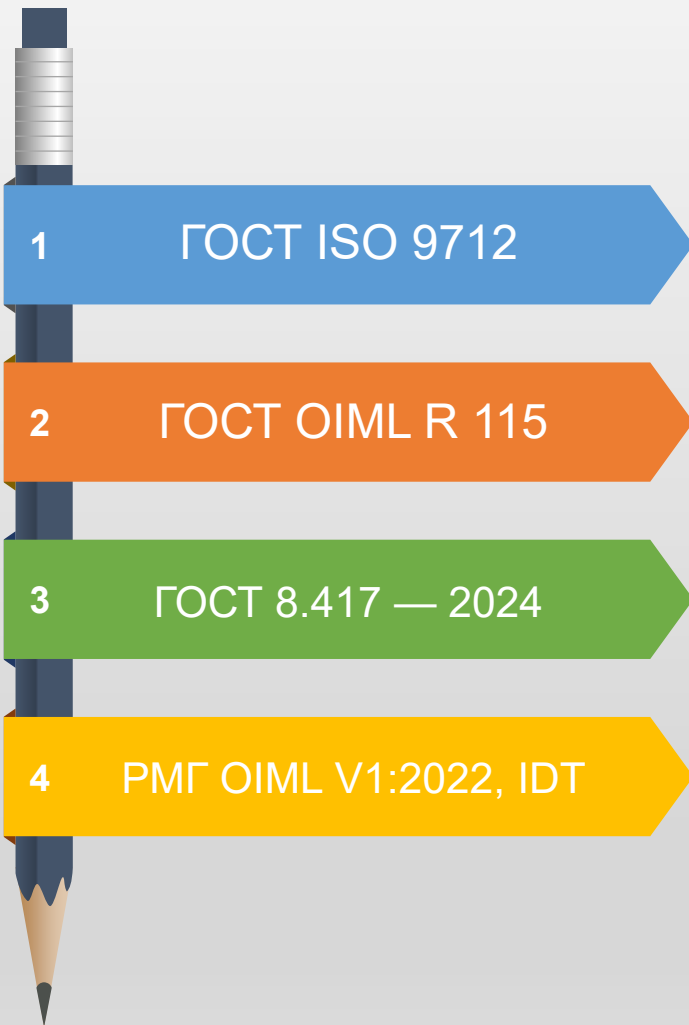 1 ГОСТ ISO 9712
2 ГОСТ OIML R 115
3 ГОСТ 8.417 — 2024
4 РМГ OIML V1:2022, IDT